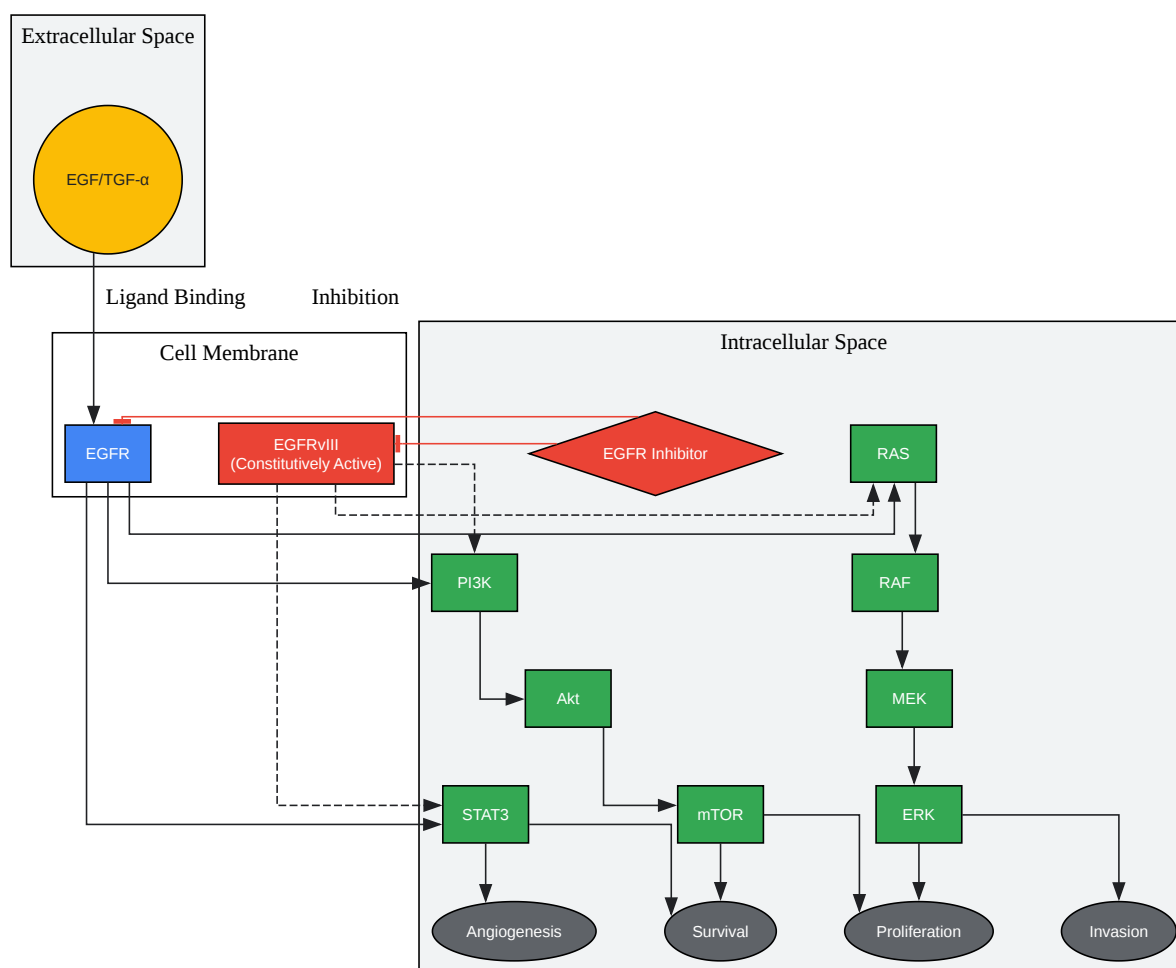 Extracellular Space
EGF/TGF-α
Ligand Binding
Inhibition
Cell Membrane
Intracellular Space
EGFR
EGFRvIII
(Constitutively Active)
EGFR Inhibitor
RAS
PI3K
RAF
Akt
MEK
STAT3
mTOR
ERK
Angiogenesis
Survival
Proliferation
Invasion